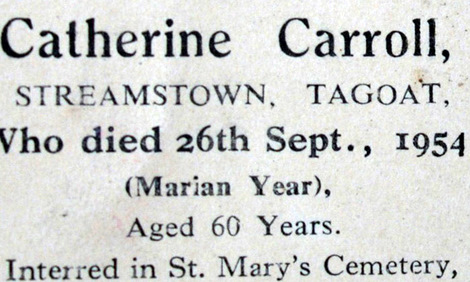 Catherine Carroll,
STREAMSTOWN, TAGOAT,
Who died 26th Sept., 1954
(Marian Year),
Aged 60 Years.
Interred in St. Mary's Cemetery,